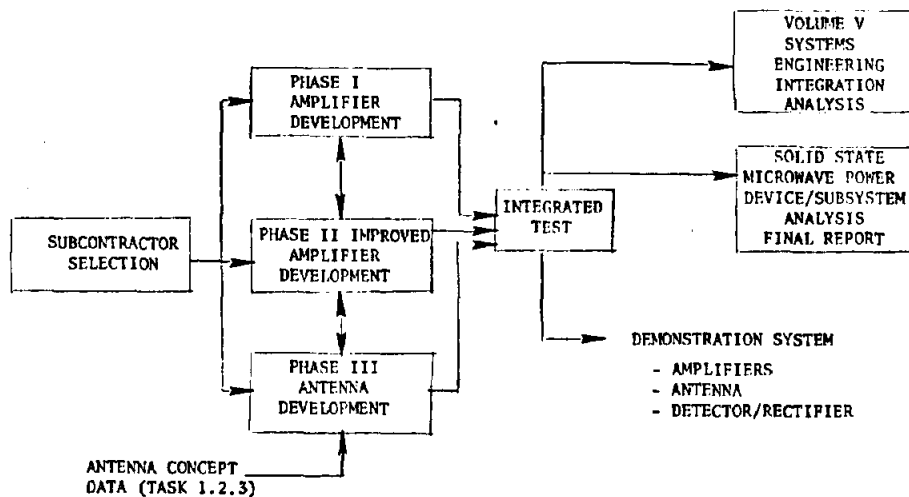 VOLUME V
SYSTEMS
ENGINEERING
INTEGRATION
ANALYSIS
PHASE I
AMPLIFIER
DEVELOPMENT
SOLID STATE
MICROWAVE POWER
DEVICE/SUBSYSTEM
ANALYSIS
FINAL REPORT
INTEGRATED
TEST
SUBCONTRACTOR
SELECTION
PHASE II IMPROVED
AMPLIFIER
DEVELOPMENT
PHASE III
ANTENNA
DEVELOPMENT
DEMONSTRATION SYSTEM
- AMPLIFIERS
- ANTENNA
- DETECTOR/RECTIFIER
ANTENNA CONCEPT
DATA (TASK 1.2.3)